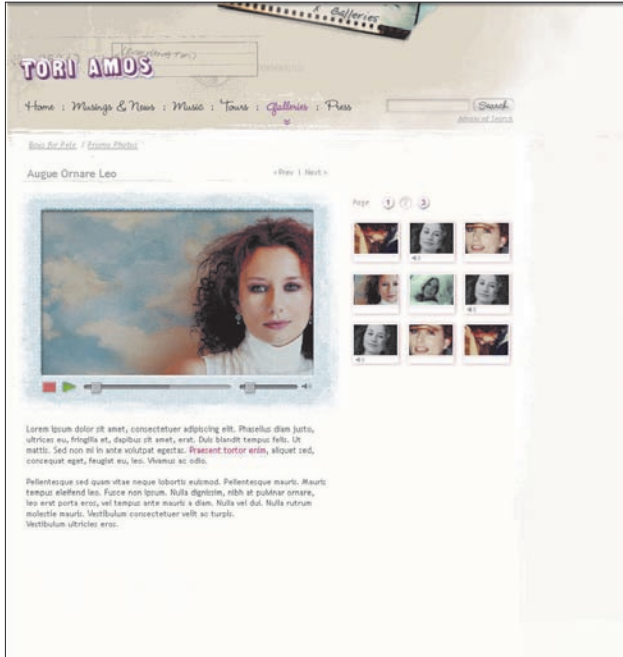 & Galleries
TORI AMOS
Home : Musings & News : Music : Tours : Galleries : Press
Search
Advanced Search
Boys for Pele / Promo Photos
Augue Ornare Leo
< Prev | Next >
Page 1 2 3
Lorem ipsum dolor sit amet, consectetuer adipiscing elit. Phasellus diam justo,
ultrices eu, fringilla et, dapibus sit amet, erat. Duis blandit tempus felis. Ut
mattis. Sed non mi in ante volutpat egestas. Praesent tortor enim, aliquet sed,
consequat eget, feugiat eu, leo. Vivamus ac odio.
Pellentesque sed quam vitae neque lobortis euismod. Pellentesque mauris. Mauris
tempus eleifend leo. Fusce non ipsum. Nulla dignissim, nibh at pulvinar ornare,
leo erat porta eros, vel tempus ante mauris a diam. Nulla vel dui. Nulla rutrum
molestie mauris. Vestibulum consectetuer velit ac turpis.
Vestibulum ultricies eros.